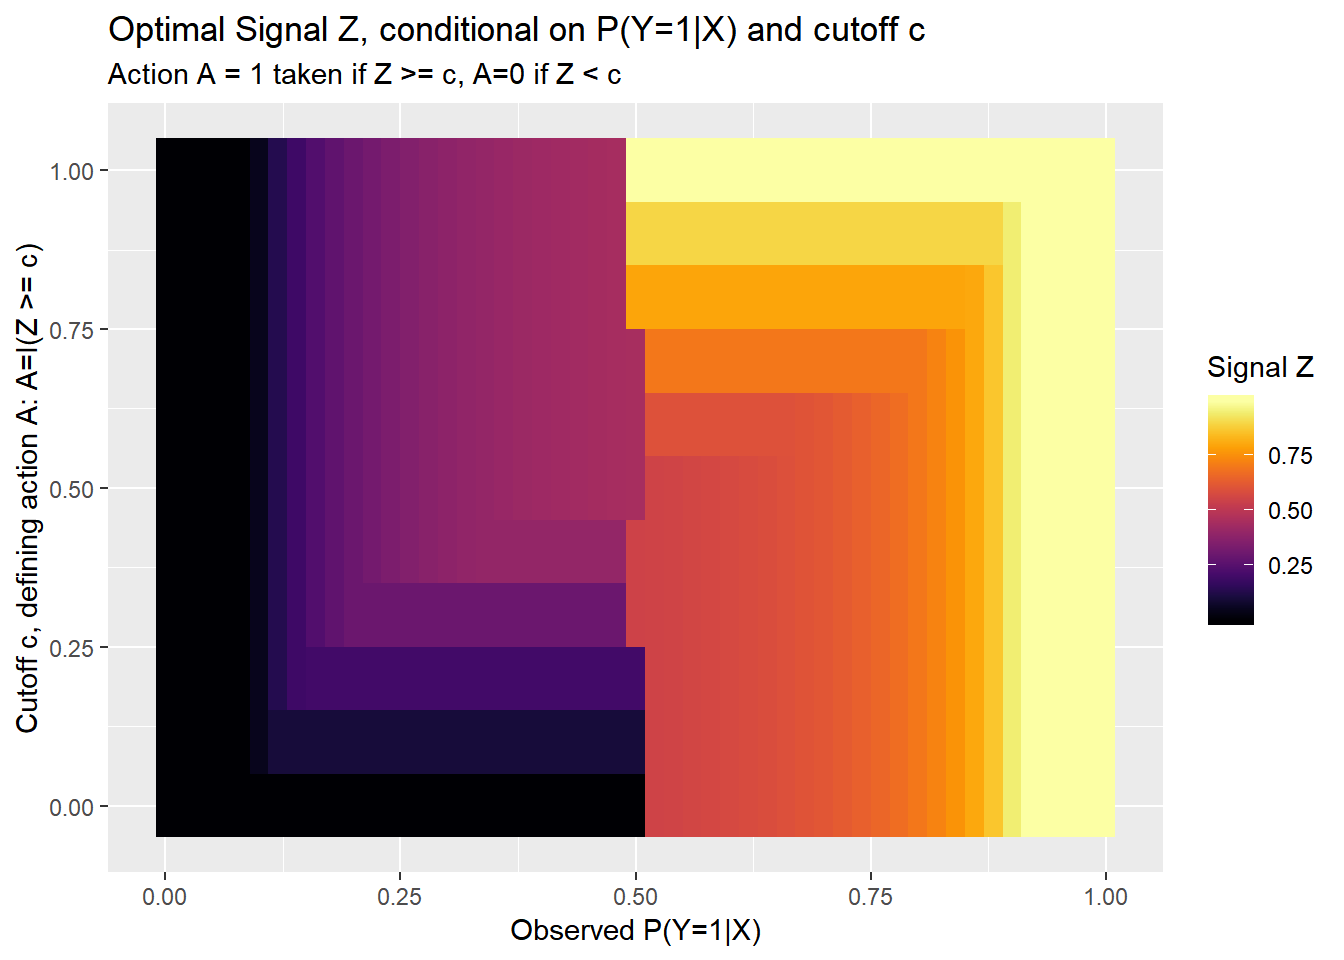 Optimal Signal Z, conditional on P(Y=1|X) and cutoff c
Action A = 1 taken if Z >= c, A=0 if Z < c
Cutoff c, defining action A: A=I(Z >= c)
1.00
0.75
0.50
0.25
0.00
0.00
0.25
0.50
0.75
1.00
Observed P(Y=1|X)
Signal Z
0.75
0.50
0.25